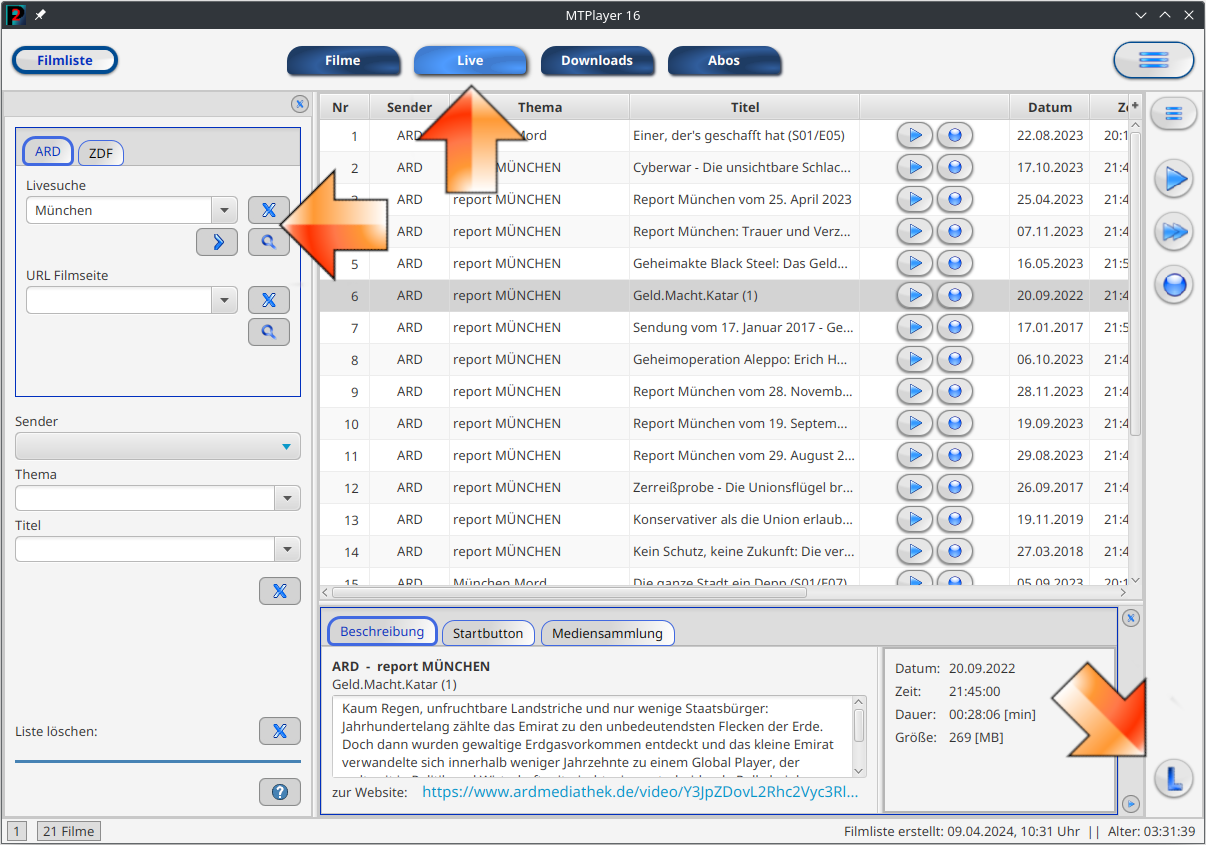 MTPlayer 16
Filmliste
Filme
Live
Downloads
Abos
ARD
ZDF
Livesuche
München
URL Filmseite
Sender
Thema
Titel
Liste löschen:
Nr Sender Thema Titel Datum
1 ARD Mord Einer, der's geschafft hat (S01/E05) 22.08.2023 20:1
2 ARD MÜNCHEN Cyberwar - Die unsichtbare Schlac... 17.10.2023 21:4
ARD report MÜNCHEN Report München vom 25. April 2023 25.04.2023 21:4
ARD report MÜNCHEN Report München: Trauer und Verz... 07.11.2023 21:4
5 ARD report MÜNCHEN Geheimakte Black Steel: Das Geld... 16.05.2023 21:5
6 ARD report MÜNCHEN Geld.Macht.Katar (1) 20.09.2022 21:4
7 ARD report MÜNCHEN Sendung vom 17. Januar 2017 - Ge... 17.01.2017 21:5
8 ARD report MÜNCHEN Geheimoperation Aleppo: Erich H... 06.10.2023 21:4
9 ARD report MÜNCHEN Report München vom 28. Novemb... 28.11.2023 21:4
10 ARD report MÜNCHEN Report München vom 19. Septem... 19.09.2023 21:4
11 ARD report MÜNCHEN Report München vom 29. August 2... 29.08.2023 21:4
12 ARD report MÜNCHEN Zerreißprobe - Die Unionsflügel br... 26.09.2017 21:4
13 ARD report MÜNCHEN Konservativer als die Union erlaub... 19.11.2019 21:4
14 ARD report MÜNCHEN Kein Schutz, keine Zukunft: Die ver... 27.03.2018 21:4
15 ARD München Mord Die ganze Stadt ein Depp (S01/E07) 05.09.2023 20:1
Beschreibung
Startbutton
Mediensammlung
ARD - report MÜNCHEN
Geld.Macht.Katar (1)
Kaum Regen, unfruchtbare Landstriche und nur wenige Staatsbürger:
Jahrhundertelang zählte das Emirat zu den unbedeutendsten Flecken der Erde.
Doch dann wurden gewaltige Erdgasvorkommen entdeckt und das kleine Emirat
verwandelte sich innerhalb weniger Jahrzehnte zu einem Global Player, der
zur Website: https://www.ardmediathek.de/video/Y3JpZDovL2Rhc2Vyc3Rl...
Datum: 20.09.2022
Zeit: 21:45:00
Dauer: 00:28:06 [min]
Größe: 269 [MB]
L
1
21 Filme
Filmliste erstellt: 09.04.2024, 10:31 Uhr || Alter: 03:31:39